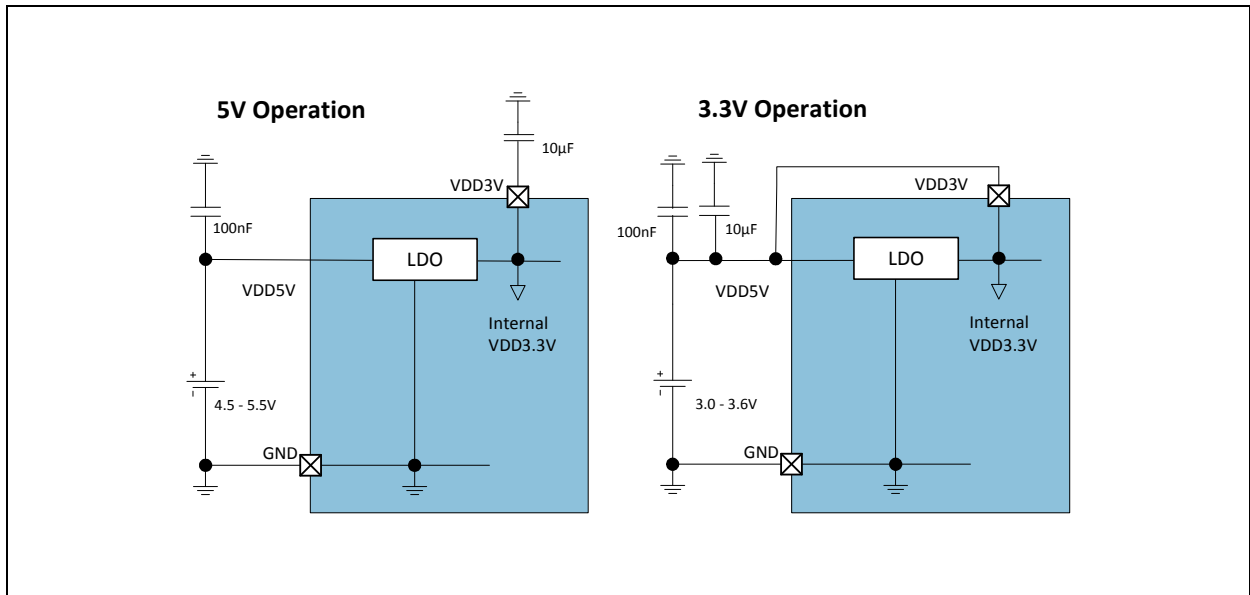 5V Operation
10µF
VDD3V
100nF
LDO
VDD5V
Internal
VDD3.3V
+
-
4.5 - 5.5V
GND
3.3V Operation
VDD3V
100nF
10µF
LDO
VDD5V
Internal
VDD3.3V
+
-
3.0 - 3.6V
GND